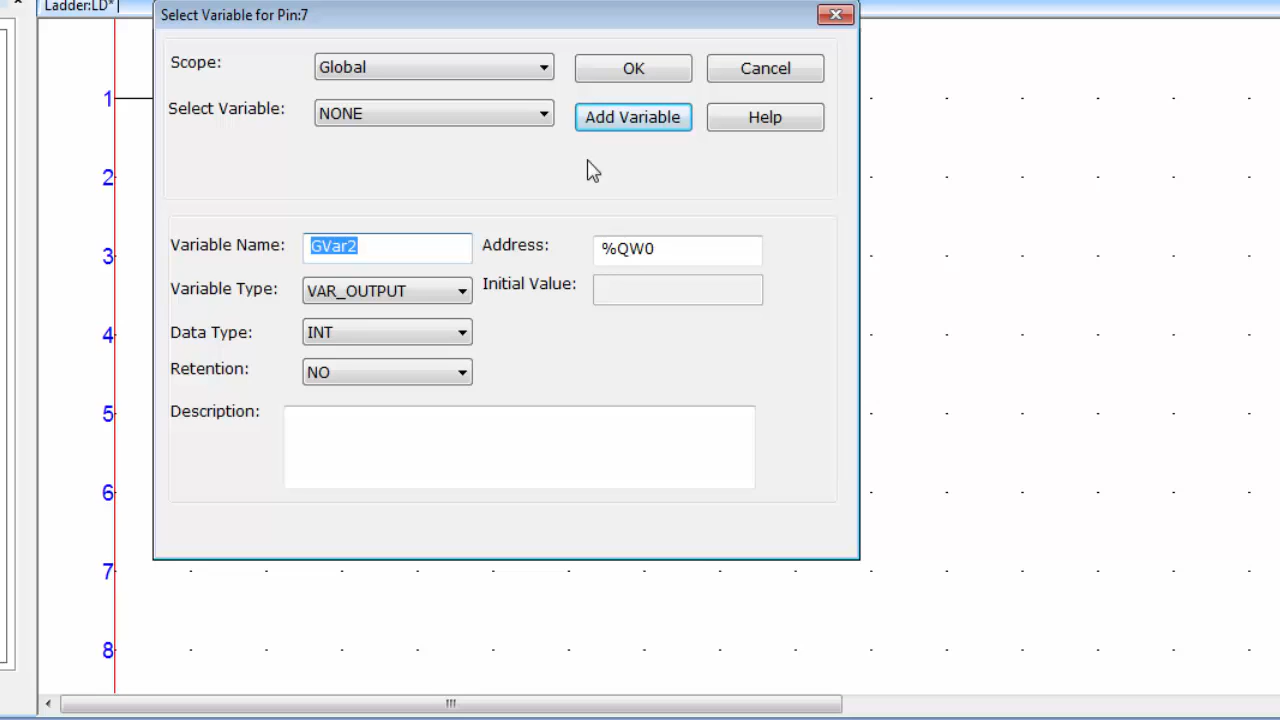 Ladder:LD*
Select Variable for Pin:7
Scope:
Global
OK
Cancel
Select Variable:
NONE
Add Variable
Help
Variable Name:
GVar2
Address:
%QW0
Variable Type:
VAR_OUTPUT
Initial Value:
Data Type:
INT
Retention:
NO
Description:
1
2
3
4
5
6
7
8